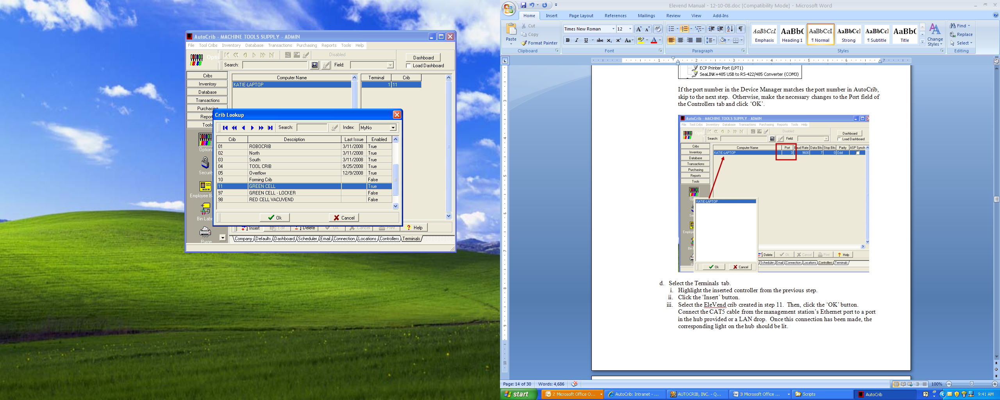 AutoCrib - MACHINE TOOLS SUPPLY - ADMIN
File Tool Cribs Inventory Database Transactions Purchasing Reports Tools Help
Disabled
Search: Field:
Dashboard
Load Dashboard
Cribs
Inventory
Database
Transactions
Purchasing
Report
Tools
Options
Security
Employee B
Bin Labe
Purge
Computer Name
KATIE-LAPTOP
Terminal Crib
1 11
Crib Lookup
Search: Index: MyNo
Crib Description Last Issue Enabled
01 ROBOCRIB 3/11/2008 True
02 North 3/11/2008 True
03 South 3/11/2008 True
04 TOOL CRIB 9/25/2008 True
05 Overflow 12/9/2008 True
10 Forming Crib False
11 GREEN CELL True
97 GREEN CELL - LOCKER False
98 RED CELL VACUVEND False
Ok Cancel
Insert Edit Delete Ok Cancel Print Help
Company Defaults Dashboard Scheduler Email Connection Locations Controllers Terminals
Elevend Manual - 12-10-08.doc [Compatibility Mode] - Microsoft Word
Home Insert Page Layout References Mailings Review View Add-Ins
Paste
Cut
Copy
Format Painter
Clipboard
Times New Roman 12
Font
Paragraph
AaBbCcI AaBbC AaBbCcI AaBbCcI AaBbCcI AaBbC
Emphasis Heading 1 ¶ Normal Strong ¶ Subtitle Title
Change Styles
Styles
Find
Replace
Select
Editing
ECP Printer Port (LPT1)
SeaLINK+485 USB to RS-422/485 Converter (COM3)
If the port number in the Device Manager matches the port number in AutoCrib,
skip to the next step. Otherwise, make the necessary changes to the Port field of
the Controllers tab and click ‘OK’.
AutoCrib - MACHINE TOOLS SUPPLY - ADMIN
File Tool Cribs Inventory Database Transactions Purchasing Reports Tools Help
Disabled
Search: Field:
Dashboard
Load Dashboard
Cribs
Inventory
Database
Transactions
Purchasing
Reports
Tools
Computer Name Port Baud Rate Data Bits Stop Bits Parity ASP Synch
KATIE-LAPTOP 3 9600 7 0 Odd
KATIE-LAPTOP
Ok Cancel
Delete Ok Cancel Print Help
Scheduler Email Connection Locations Controllers Terminals
d. Select the Terminals tab.
i. Highlight the inserted controller from the previous step.
ii. Click the ‘Insert’ button.
iii. Select the EleVend crib created in step 11. Then, click the ‘OK’ button.
Connect the CAT5 cable from the management station’s Ethernet port to a port
in the hub provided or a LAN drop. Once this connection has been made, the
corresponding light on the hub should be lit.
Page: 14 of 30 Words: 4,686 100%
start 2 Microsoft Office O... AutoCrib: Intranet - ... AUTOCRIB, INC. - Q... 3 Microsoft Office ... Scripts AutoCrib 9:41 AM